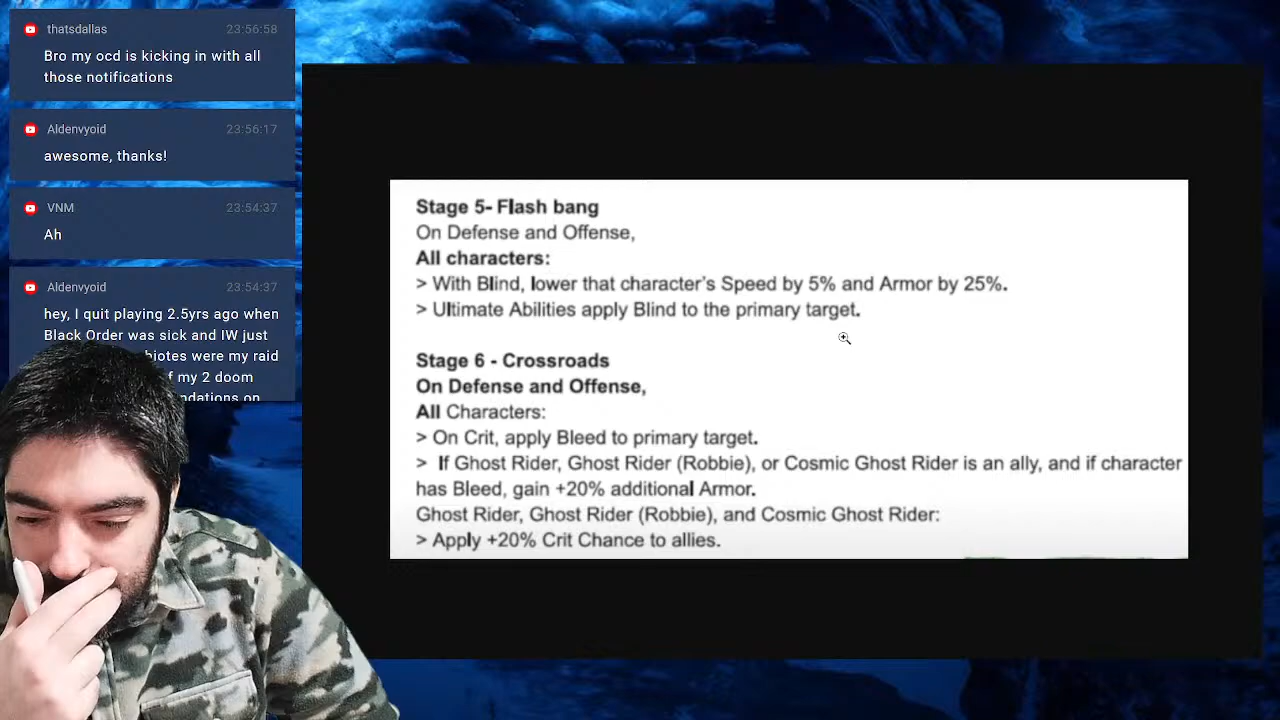 thatsdallas 23:56:58
Bro my ocd is kicking in with all
those notifications
Aldenvyoid 23:56:17
awesome, thanks!
VNM 23:54:37
Ah
Aldenvyoid 23:54:37
hey, I quit playing 2.5yrs ago when
Black Order was sick and IW just
were my raid
my 2 doom
on
Stage 5- Flash bang
On Defense and Offense,
All characters:
> With Blind, lower that character's Speed by 5% and Armor by 25%.
> Ultimate Abilities apply Blind to the primary target.
Stage 6 - Crossroads
On Defense and Offense,
All Characters:
> On Crit, apply Bleed to primary target.
> If Ghost Rider, Ghost Rider (Robbie), or Cosmic Ghost Rider is an ally, and if character
has Bleed, gain +20% additional Armor.
Ghost Rider, Ghost Rider (Robbie), and Cosmic Ghost Rider:
> Apply +20% Crit Chance to allies.